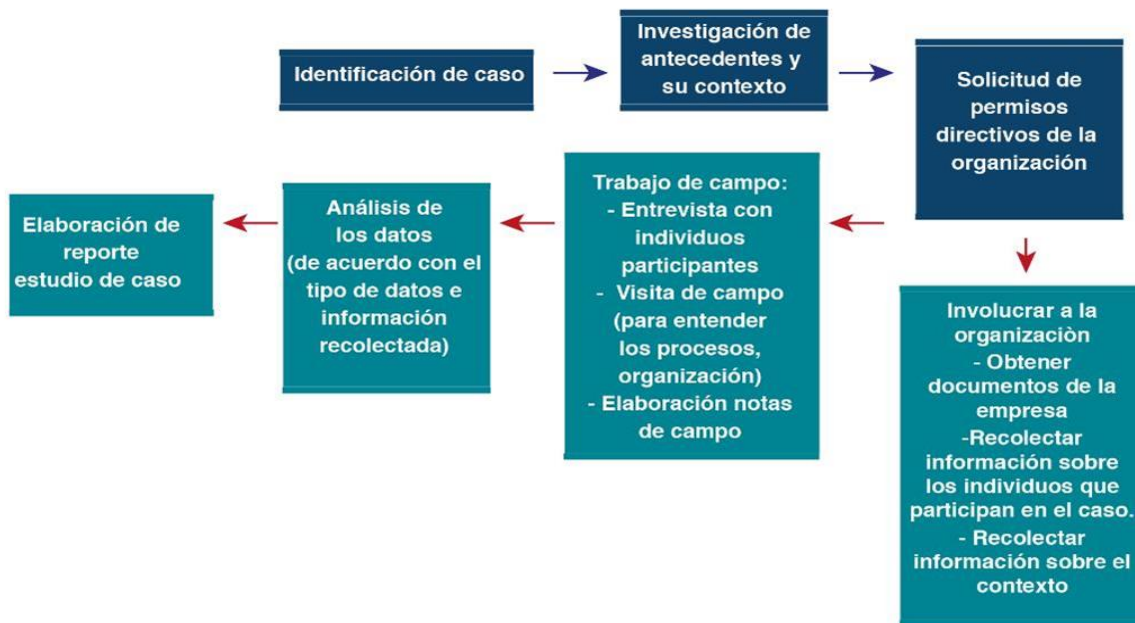 Identificación de caso
Investigación de
antecedentes y
su contexto
Solicitud de
permisos
directivos de la
organización
Involucrar a la
organizaciòn
- Obtener
documentos de la
empresa
-Recolectar
información sobre
los individuos que
participan en el caso.
- Recolectar
información sobre el
contexto
Trabajo de campo:
- Entrevista con
individuos
participantes
- Visita de campo
(para entender
los procesos,
organización)
- Elaboración notas
de campo
Análisis de
los datos
(de acuerdo con el
tipo de datos e
información
recolectada)
Elaboración de
reporte
estudio de caso